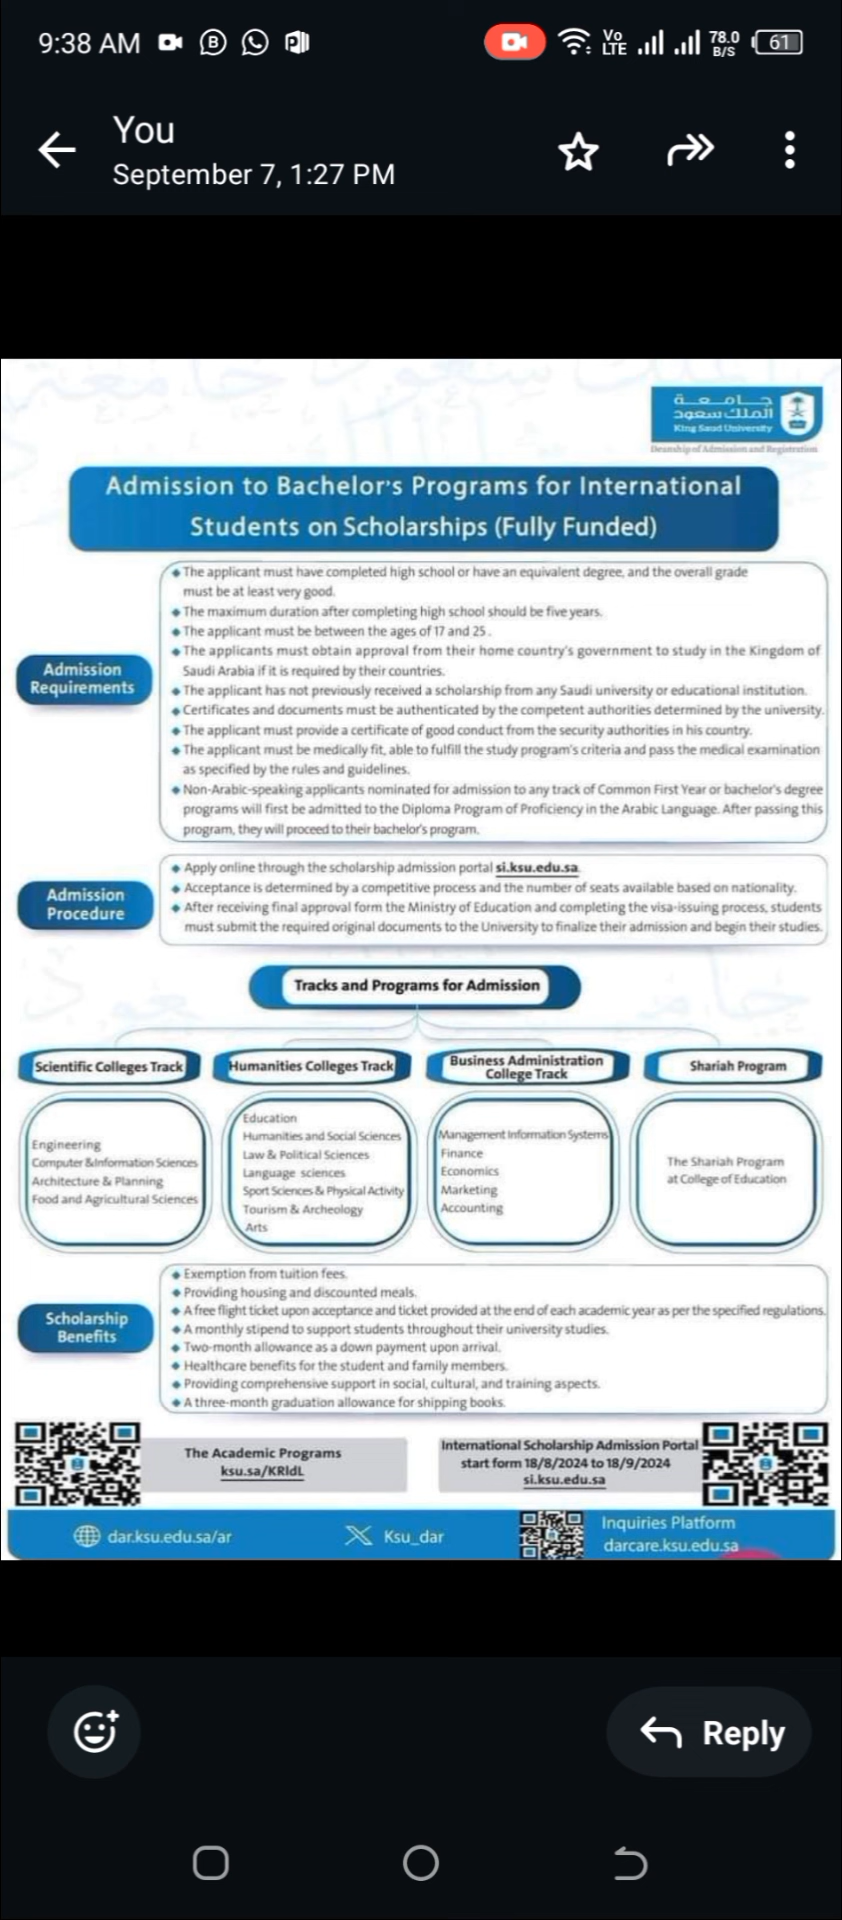 9:38 AM
Vo
LTE
78.0
B/S
61
You
September 7, 1:27 PM
جامعة
الملك سعود
King Saud University
Deanship of Admission and Registration
Admission to Bachelor's Programs for International
Students on Scholarships (Fully Funded)
Admission
Requirements
◆ The applicant must have completed high school or have an equivalent degree, and the overall grade
must be at least very good.
◆ The maximum duration after completing high school should be five years.
◆ The applicant must be between the ages of 17 and 25.
◆ The applicants must obtain approval from their home country's government to study in the Kingdom of
Saudi Arabia if it is required by their countries.
◆ The applicant has not previously received a scholarship from any Saudi university or educational institution.
◆ Certificates and documents must be authenticated by the competent authorities determined by the university.
◆ The applicant must provide a certificate of good conduct from the security authorities in his country.
◆ The applicant must be medically fit, able to fulfill the study program's criteria and pass the medical examination
as specified by the rules and guidelines.
◆ Non-Arabic-speaking applicants nominated for admission to any track of Common First Year or bachelor's degree
programs will first be admitted to the Diploma Program of Proficiency in the Arabic Language. After passing this
program, they will proceed to their bachelor's program.
Admission
Procedure
◆ Apply online through the scholarship admission portal si.ksu.edu.sa.
◆ Acceptance is determined by a competitive process and the number of seats available based on nationality.
◆ After receiving final approval form the Ministry of Education and completing the visa-issuing process, students
must submit the required original documents to the University to finalize their admission and begin their studies.
Tracks and Programs for Admission
Scientific Colleges Track
Engineering
Computer &Information Sciences
Architecture & Planning
Food and Agricultural Sciences
Humanities Colleges Track
Education
Humanities and Social Sciences
Law & Political Sciences
Language sciences
Sport Sciences & Physical Activity
Tourism & Archeology
Arts
Business Administration
College Track
Management Information Systems
Finance
Economics
Marketing
Accounting
Shariah Program
The Shariah Program
at College of Education
Scholarship
Benefits
◆ Exemption from tuition fees.
◆ Providing housing and discounted meals.
◆ A free flight ticket upon acceptance and ticket provided at the end of each academic year as per the specified regulations.
◆ A monthly stipend to support students throughout their university studies.
◆ Two-month allowance as a down payment upon arrival.
◆ Healthcare benefits for the student and family members.
◆ Providing comprehensive support in social, cultural, and training aspects.
◆ A three-month graduation allowance for shipping books.
The Academic Programs
ksu.sa/KRldL
International Scholarship Admission Portal
start form 18/8/2024 to 18/9/2024
si.ksu.edu.sa
dar.ksu.edu.sa/ar
Ksu_dar
Inquiries Platform
darcare.ksu.edu.sa
Reply